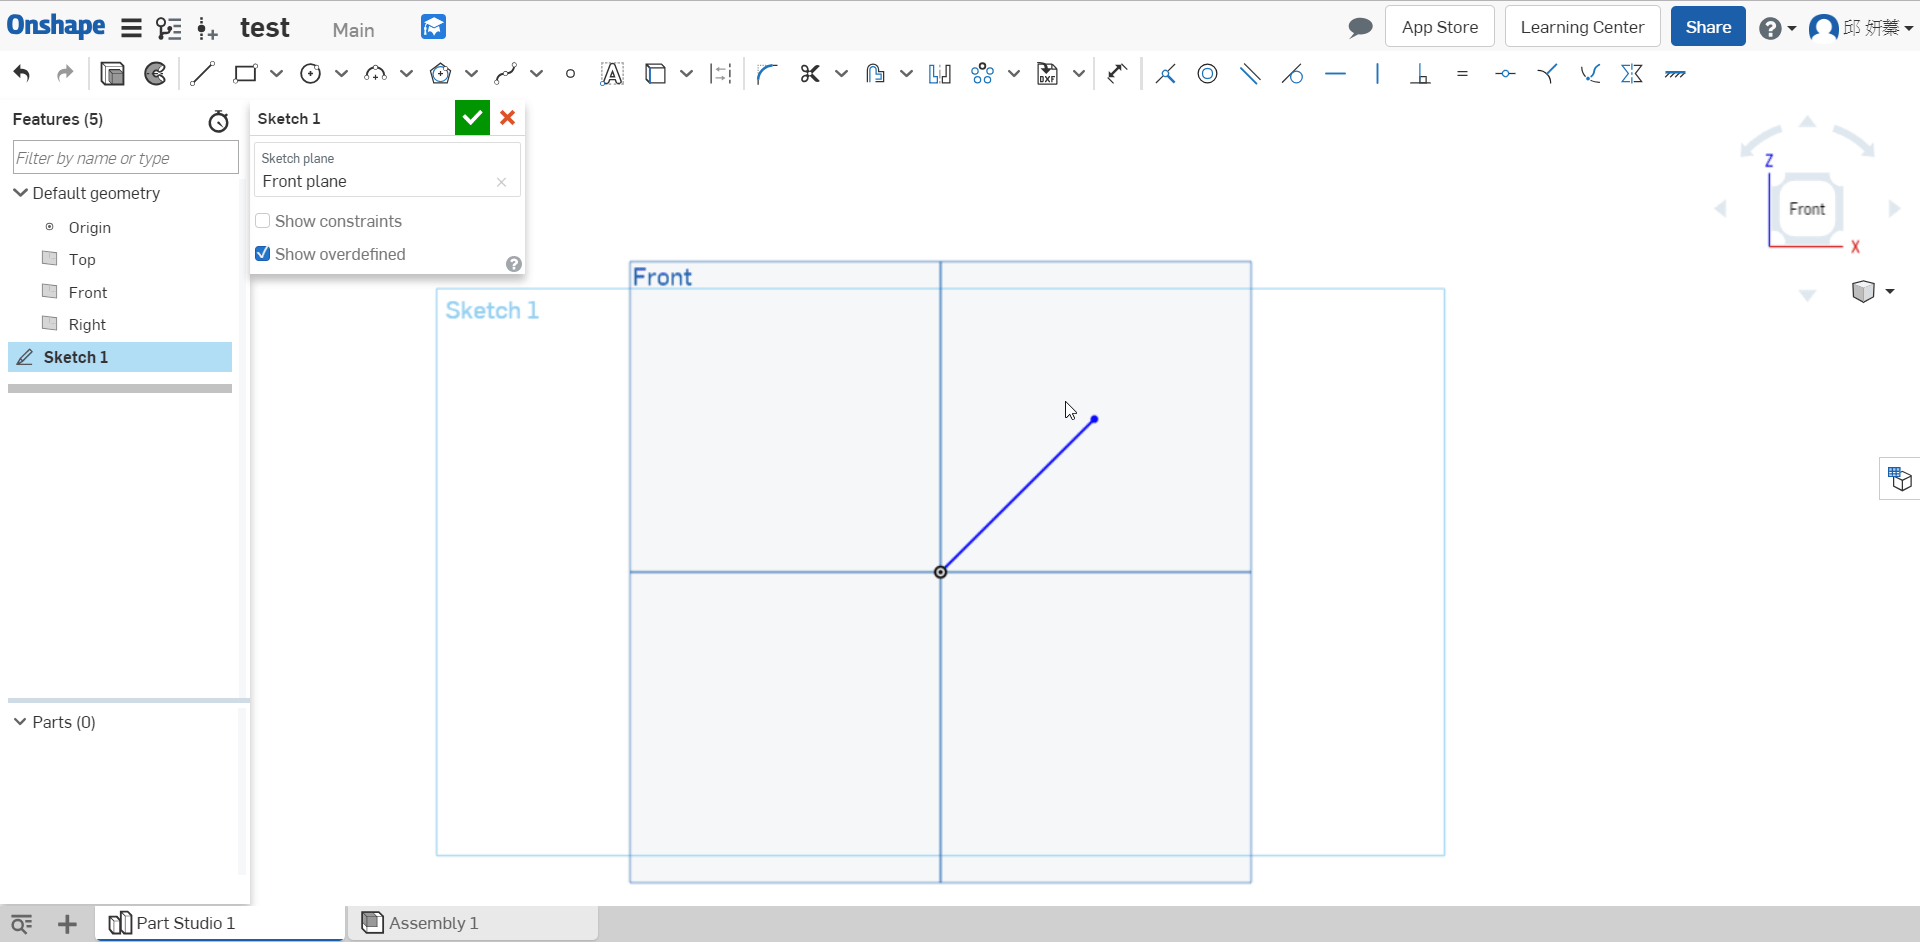 Onshape test Main App Store Learning Center Share 邱 妍蓁
Features (5)
Filter by name or type
Default geometry
Origin
Top
Front
Right
Sketch 1
Sketch 1
Sketch plane
Front plane
Show constraints
Show overdefined
Front
Sketch 1
Z
Front
X
DXF
Parts (0)
Part Studio 1
Assembly 1